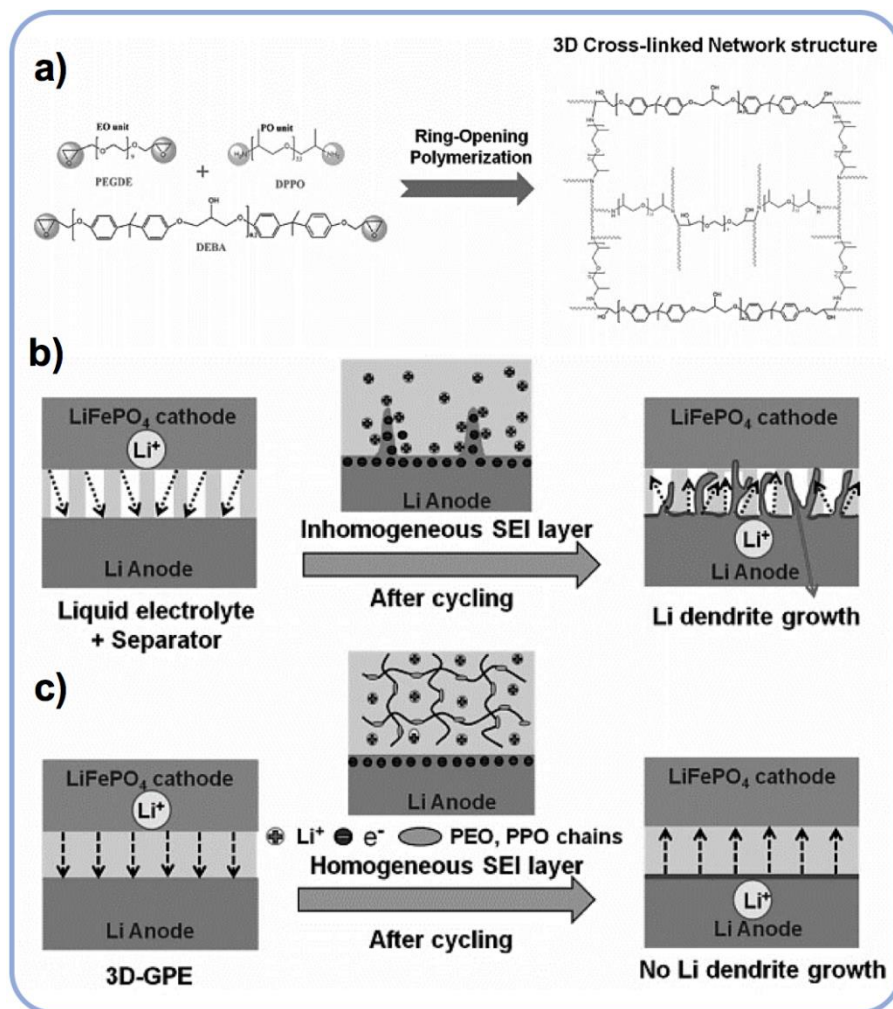 a)
3D Cross-linked Network structure
EO unit
PEGDE
+
PO unit
H₂N
NH₂
DPPO
OH
DEBA
Ring-Opening
Polymerization
b)
LiFePO₄ cathode
Li⁺
Li Anode
Liquid electrolyte
+ Separator
Li Anode
Inhomogeneous SEI layer
After cycling
LiFePO₄ cathode
Li⁺
Li Anode
Li dendrite growth
c)
LiFePO₄ cathode
Li⁺
Li Anode
3D-GPE
Li Anode
Li⁺ e⁻ PEO, PPO chains
Homogeneous SEI layer
After cycling
LiFePO₄ cathode
Li⁺
Li Anode
No Li dendrite growth